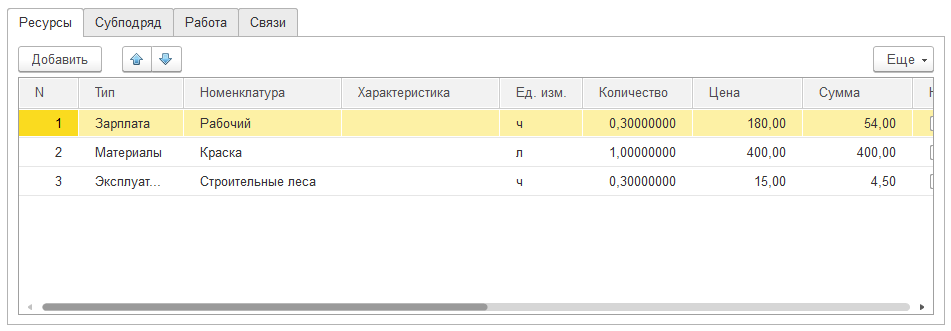 Ресурсы Субподряд Работа Связи
Добавить Еще
N Тип Номенклатура Характеристика Ед. изм. Количество Цена Сумма
1 Зарплата Рабочий ч 0,30000000 180,00 54,00
2 Материалы Краска л 1,00000000 400,00 400,00
3 Эксплуат... Строительные леса ч 0,30000000 15,00 4,50